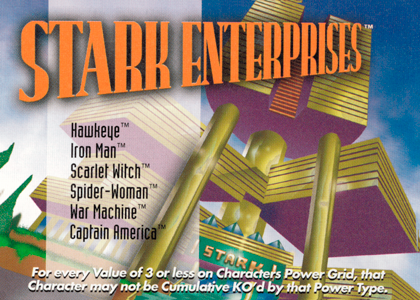 STARK ENTERPRISES™
Hawkeye™
Iron Man™
Scarlet Witch™
Spider-Woman™
War Machine™
Captain America™
STARK
For every Value of 3 or less on Character's Power Grid, that
Character may not be Cumulative KO'd by that Power Type.